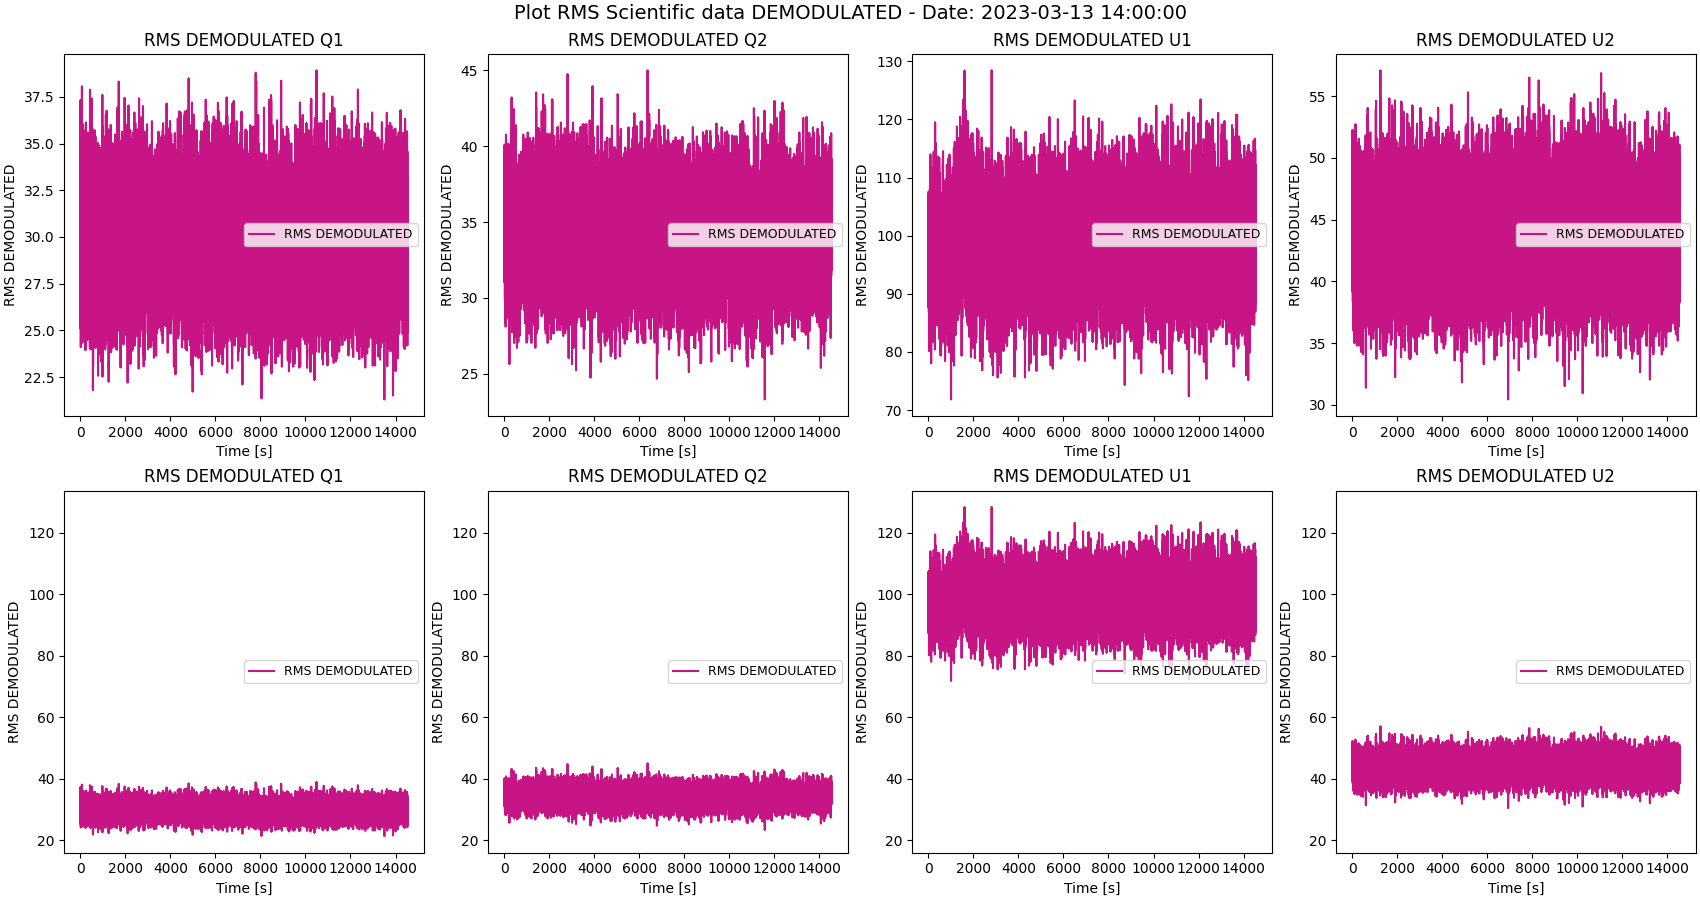 Plot RMS Scientific data DEMODULATED - Date: 2023-03-13 14:00:00
RMS DEMODULATED Q1
RMS DEMODULATED
37.5
35.0
32.5
30.0
27.5
25.0
22.5
RMS DEMODULATED
0 2000 4000 6000 8000 10000 12000 14000
Time [s]
RMS DEMODULATED Q2
RMS DEMODULATED
45
40
35
30
25
RMS DEMODULATED
0 2000 4000 6000 8000 10000 12000 14000
Time [s]
RMS DEMODULATED U1
RMS DEMODULATED
130
120
110
100
90
80
70
RMS DEMODULATED
0 2000 4000 6000 8000 10000 12000 14000
Time [s]
RMS DEMODULATED U2
RMS DEMODULATED
55
50
45
40
35
30
RMS DEMODULATED
0 2000 4000 6000 8000 10000 12000 14000
Time [s]
RMS DEMODULATED Q1
RMS DEMODULATED
120
100
80
60
40
20
RMS DEMODULATED
0 2000 4000 6000 8000 10000 12000 14000
Time [s]
RMS DEMODULATED Q2
RMS DEMODULATED
120
100
80
60
40
20
RMS DEMODULATED
0 2000 4000 6000 8000 10000 12000 14000
Time [s]
RMS DEMODULATED U1
RMS DEMODULATED
120
100
80
60
40
20
RMS DEMODULATED
0 2000 4000 6000 8000 10000 12000 14000
Time [s]
RMS DEMODULATED U2
RMS DEMODULATED
120
100
80
60
40
20
RMS DEMODULATED
0 2000 4000 6000 8000 10000 12000 14000
Time [s]